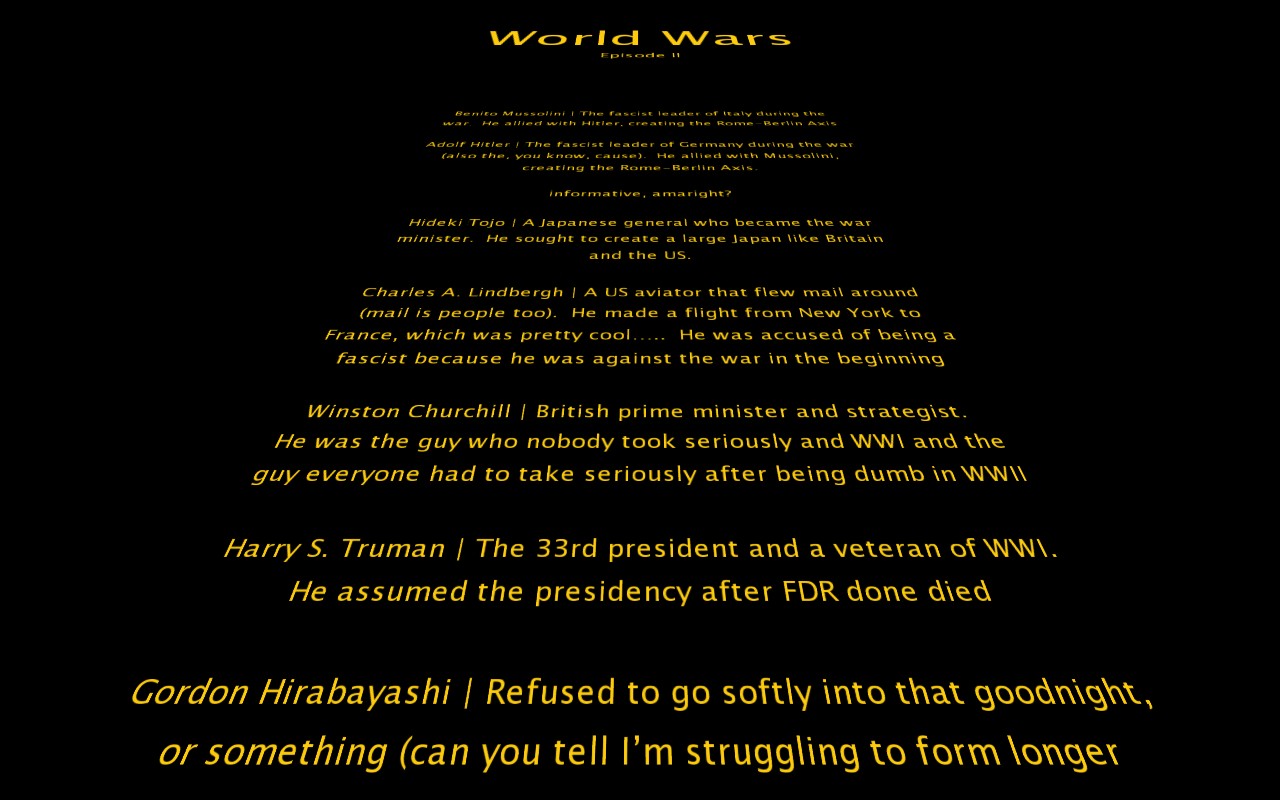 World Wars
Episode II
Benito Mussolini | The fascist leader of Italy during the
war.  He allied with Hitler, creating the Rome-Berlin Axis
Adolf Hitler | The fascist leader of Germany during the war
(also the, you know, cause).  He allied with Mussolini,
creating the Rome-Berlin Axis.
informative, amaright?
Hideki Tojo | A Japanese general who became the war
minister.  He sought to create a large Japan like Britain
and the US.
Charles A. Lindbergh | A US aviator that flew mail around
(mail is people too).  He made a flight from New York to
France, which was pretty cool.....  He was accused of being a
fascist because he was against the war in the beginning
Winston Churchill | British prime minister and strategist.
He was the guy who nobody took seriously and WWI and the
guy everyone had to take seriously after being dumb in WWII
Harry S. Truman | The 33rd president and a veteran of WWI.
He assumed the presidency after FDR done died
Gordon Hirabayashi | Refused to go softly into that goodnight,
or something (can you tell I'm struggling to form longer